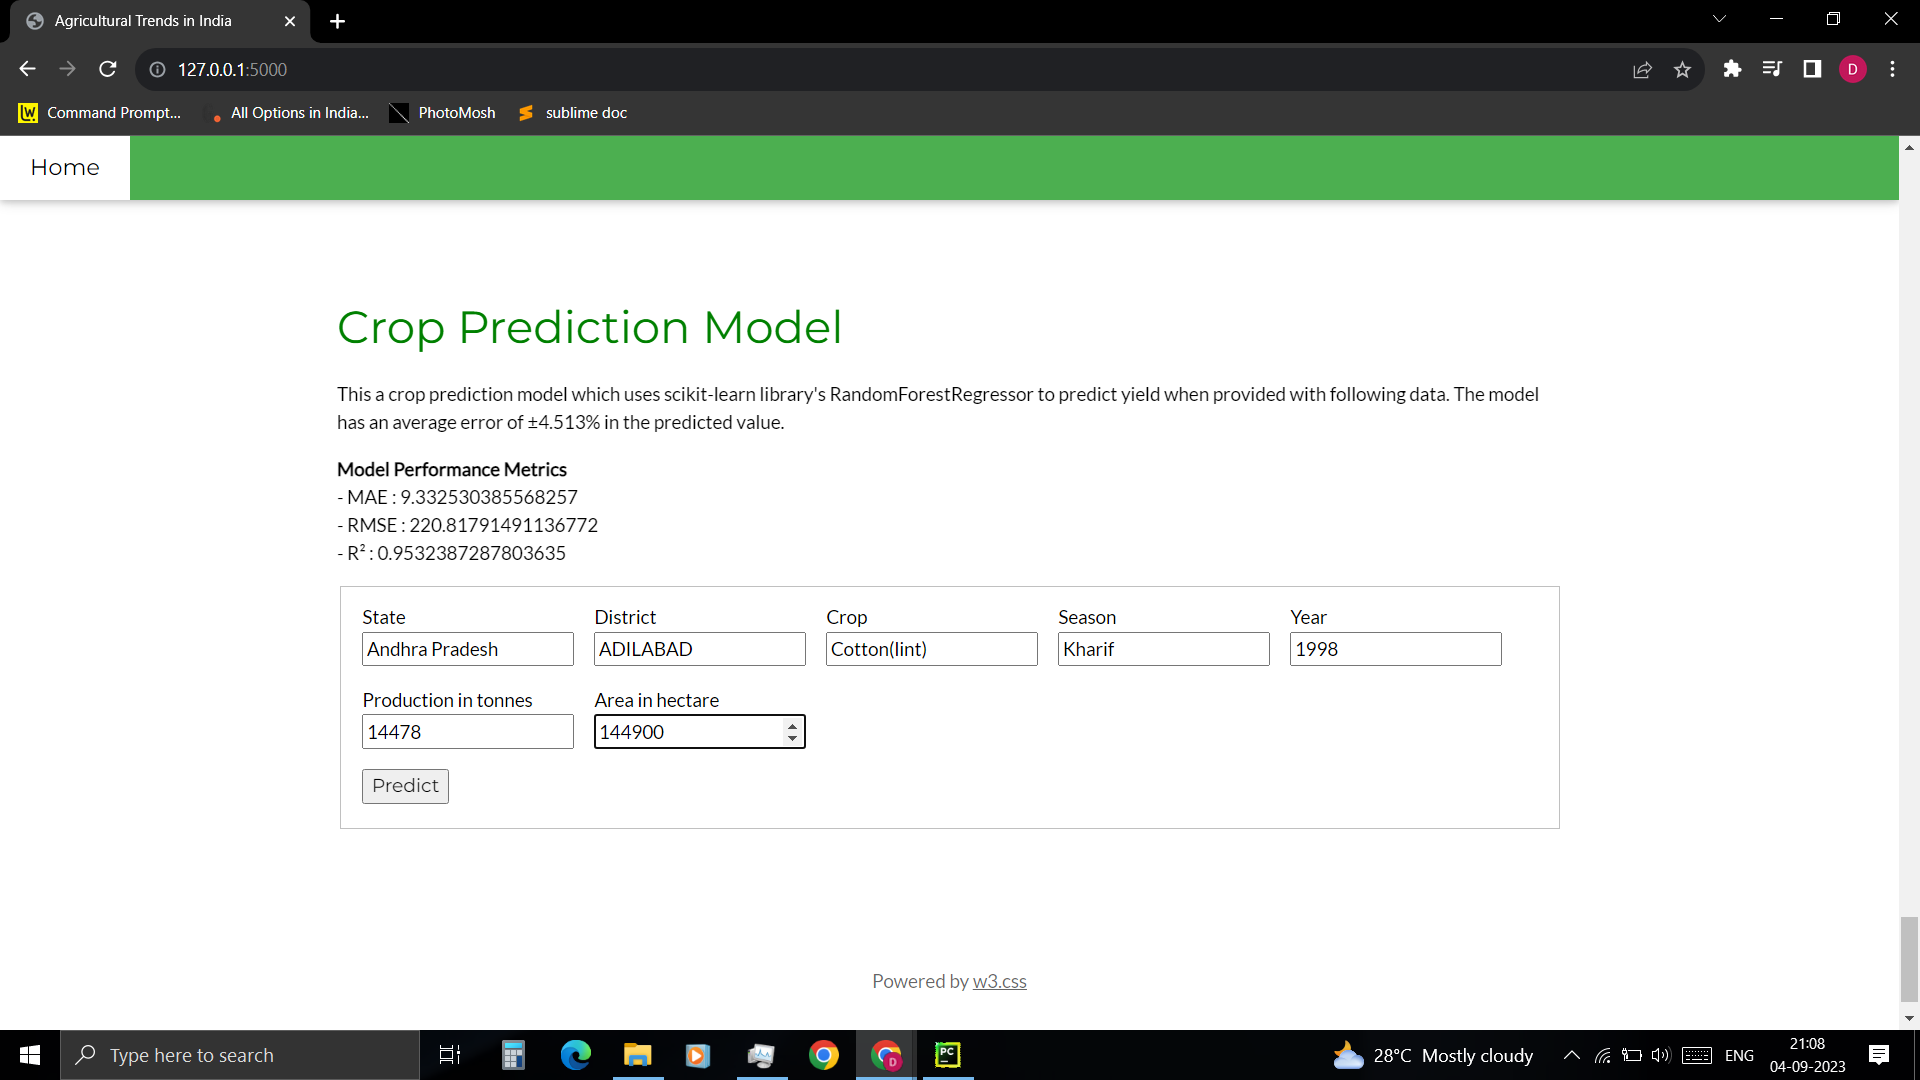 Agricultural Trends in India
127.0.0.1:5000
D
Command Prompt... All Options in India... PhotoMosh sublime doc
Home
Crop Prediction Model
This a crop prediction model which uses scikit-learn library's RandomForestRegressor to predict yield when provided with following data. The model
has an average error of ±4.513% in the predicted value.
Model Performance Metrics
- MAE : 9.332530385568257
- RMSE : 220.81791491136772
- R² : 0.9532387287803635
State District Crop Season Year
Andhra Pradesh ADILABAD Cotton(lint) Kharif 1998
Production in tonnes Area in hectare
14478 144900
Predict
Powered by w3.css
Type here to search
D
PC
28°C Mostly cloudy
ENG
21:08
04-09-2023